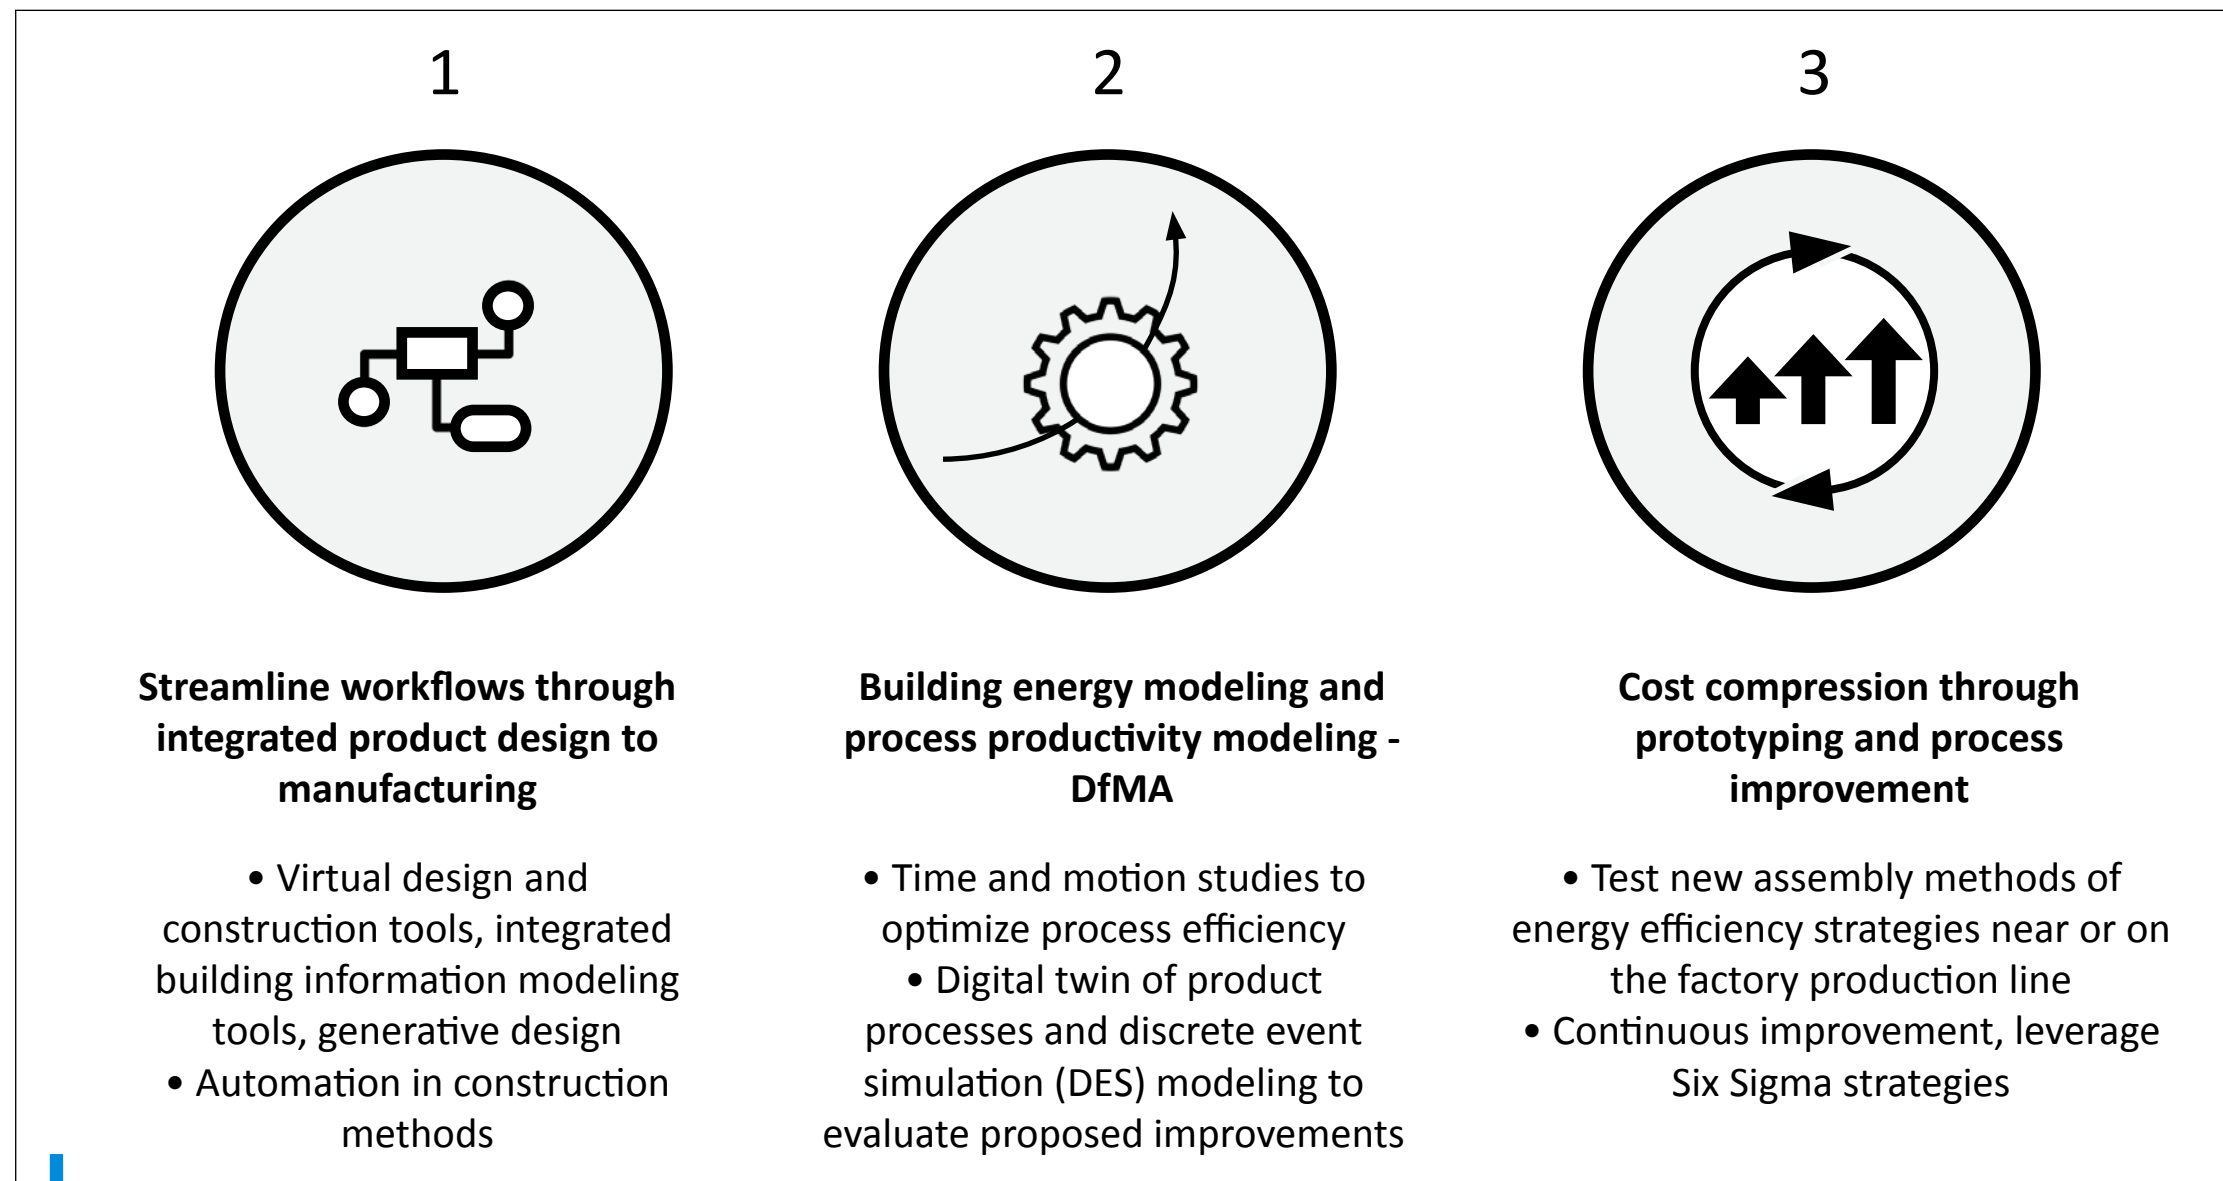 1
Streamline workflows through
integrated product design to
manufacturing
• Virtual design and
construction tools, integrated
building information modeling
tools, generative design
• Automation in construction
methods
2
Building energy modeling and
process productivity modeling -
DfMA
• Time and motion studies to
optimize process efficiency
• Digital twin of product
processes and discrete event
simulation (DES) modeling to
evaluate proposed improvements
3
Cost compression through
prototyping and process
improvement
• Test new assembly methods of
energy efficiency strategies near or on
the factory production line
• Continuous improvement, leverage
Six Sigma strategies